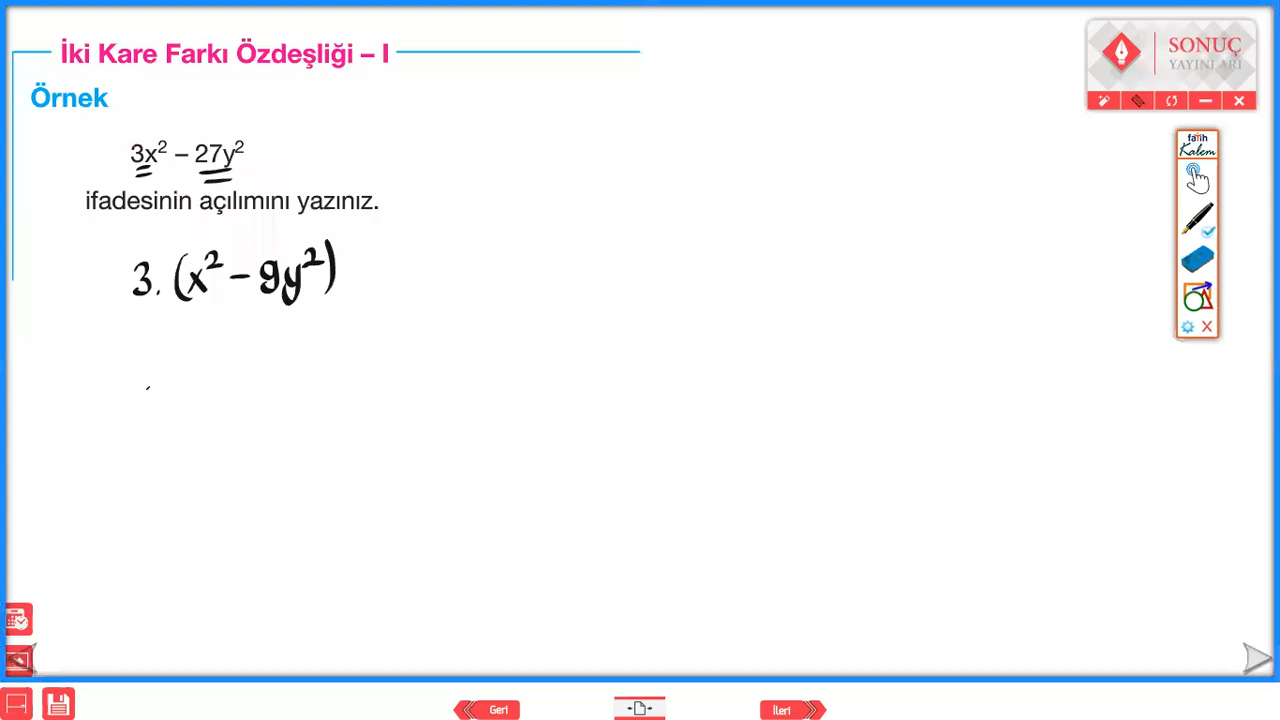 İki Kare Farkı Özdeşliği – I
SONUÇ
YAYINLARI
Örnek
3x² – 27y²
ifadesinin açılımını yazınız.
3. (x² – 9y²)
fatih
Kalem
Geri
İleri